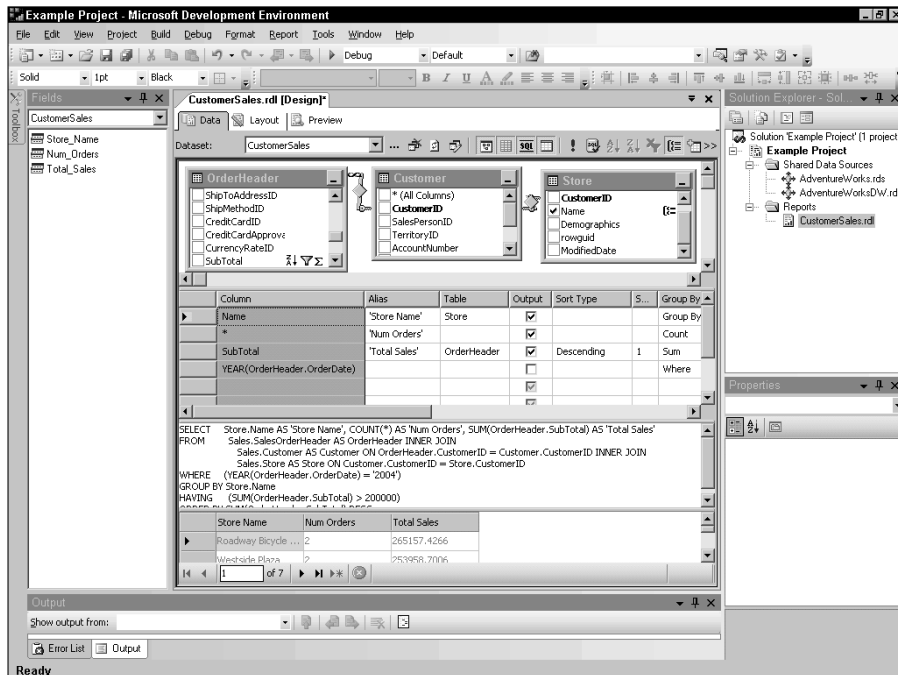 Example Project - Microsoft Development Environment
File Edit View Project Build Debug Format Report Tools Window Help
Debug Default
Solid 1pt Black B I U A
Toolbox
Fields
CustomerSales
Store_Name
Num_Orders
Total_Sales
CustomerSales.rdl [Design]*
Data Layout Preview
Dataset: CustomerSales ... SQL >>
OrderHeader
ShipToAddressID
ShipMethodID
CreditCardID
CreditCardApprova
CurrencyRateID
SubTotal
Customer
* (All Columns)
CustomerID
SalesPersonID
TerritoryID
AccountNumber
Store
CustomerID
Name
Demographics
rowguid
ModifiedDate
Column Alias Table Output Sort Type S... Group By
Name 'Store Name' Store Group By
* 'Num Orders' Count
SubTotal 'Total Sales' OrderHeader Descending 1 Sum
YEAR(OrderHeader.OrderDate) Where
SELECT Store.Name AS 'Store Name', COUNT(*) AS 'Num Orders', SUM(OrderHeader.SubTotal) AS 'Total Sales'
FROM Sales.SalesOrderHeader AS OrderHeader INNER JOIN
Sales.Customer AS Customer ON OrderHeader.CustomerID = Customer.CustomerID INNER JOIN
Sales.Store AS Store ON Customer.CustomerID = Store.CustomerID
WHERE (YEAR(OrderHeader.OrderDate) = '2004')
GROUP BY Store.Name
HAVING (SUM(OrderHeader.SubTotal) > 200000)
ORDER BY SUM(OrderHeader.SubTotal) DESC
Store Name Num Orders Total Sales
Roadway Bicycle ... 2 265157.4266
Westside Plaza 2 253958.7006
1 of 7
Solution Explorer - Sol...
Solution 'Example Project' (1 project
Example Project
Shared Data Sources
AdventureWorks.rds
AdventureWorksDW.rd
Reports
CustomerSales.rdl
Properties
Output
Show output from:
Error List Output
Ready